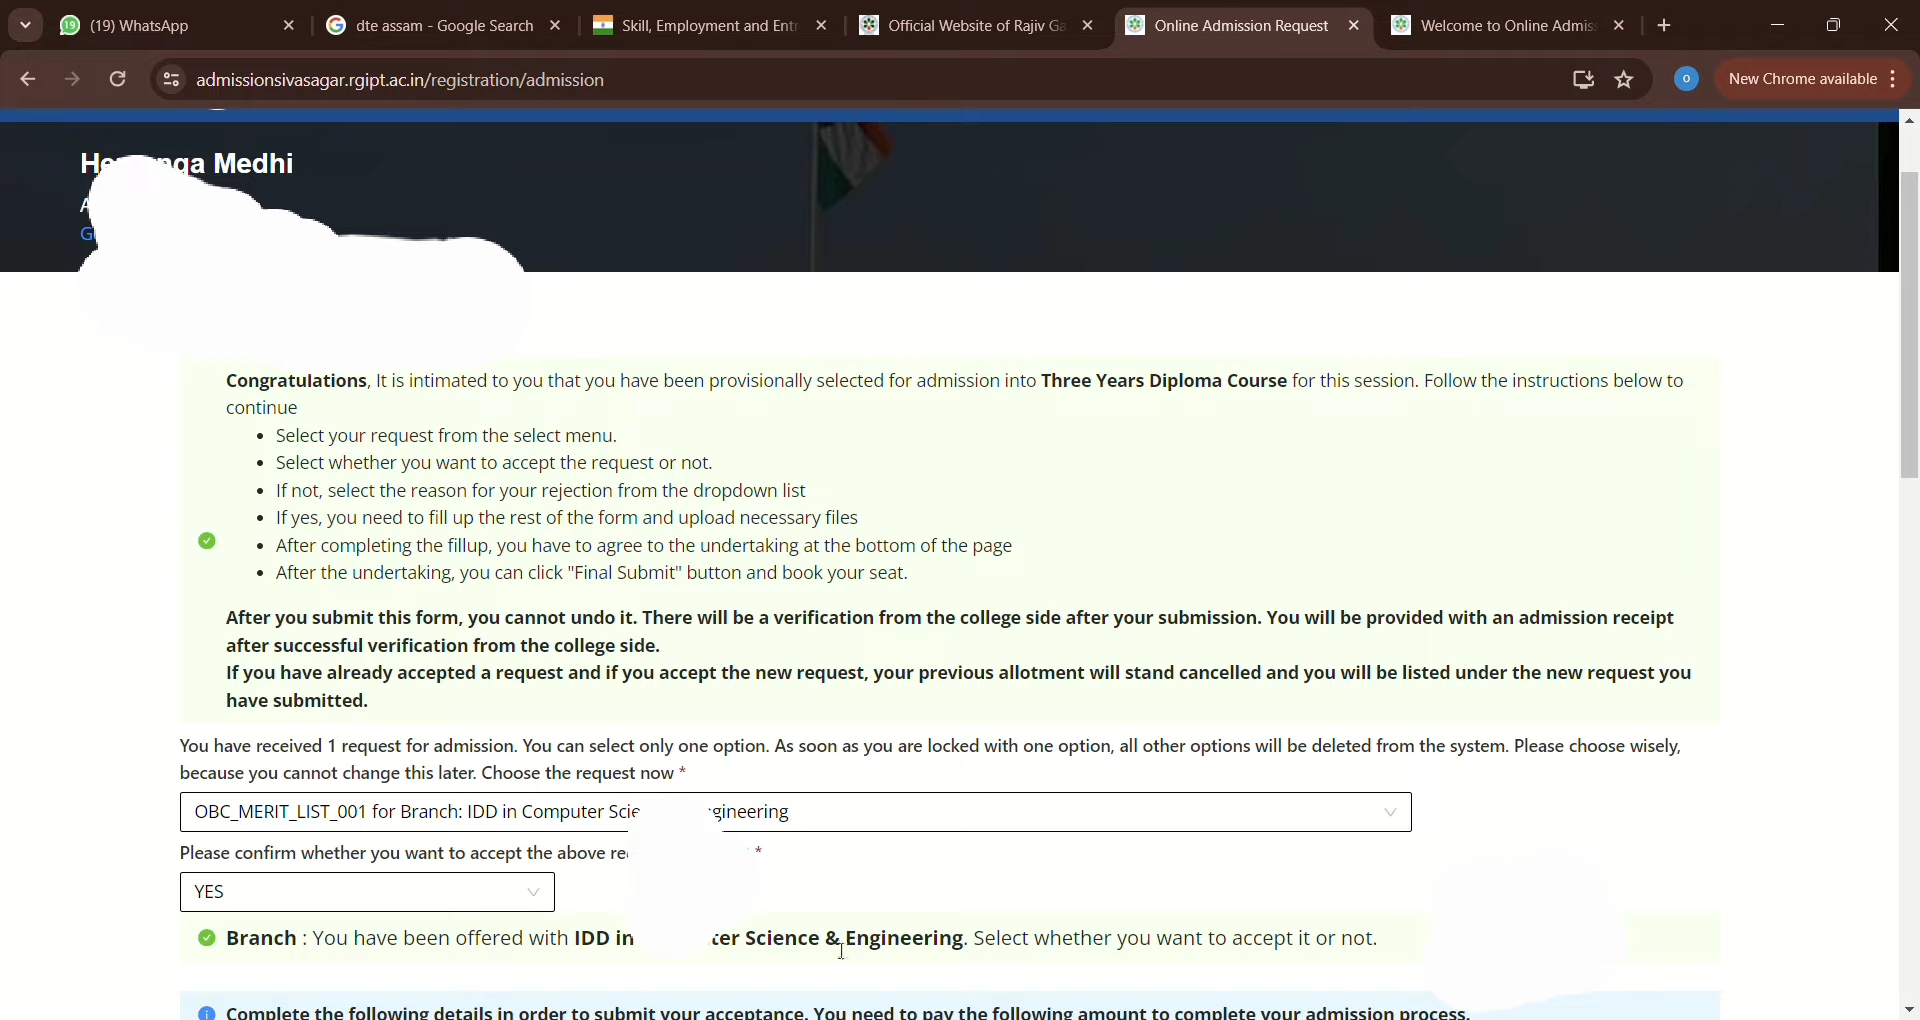 (19) WhatsApp
dte assam - Google Search
Skill, Employment and Entr
Official Website of Rajiv Ga
Online Admission Request
Welcome to Online Admis
admissionsivasagar.rgipt.ac.in/registration/admission
New Chrome available
Medhi
Congratulations, It is intimated to you that you have been provisionally selected for admission into Three Years Diploma Course for this session. Follow the instructions below to
continue
Select your request from the select menu.
Select whether you want to accept the request or not.
If not, select the reason for your rejection from the dropdown list
If yes, you need to fill up the rest of the form and upload necessary files
After completing the fillup, you have to agree to the undertaking at the bottom of the page
After the undertaking, you can click "Final Submit" button and book your seat.
After you submit this form, you cannot undo it. There will be a verification from the college side after your submission. You will be provided with an admission receipt
after successful verification from the college side.
If you have already accepted a request and if you accept the new request, your previous allotment will stand cancelled and you will be listed under the new request you
have submitted.
You have received 1 request for admission. You can select only one option. As soon as you are locked with one option, all other options will be deleted from the system. Please choose wisely,
because you cannot change this later. Choose the request now *
OBC_MERIT_LIST_001 for Branch: IDD in Computer
Please confirm whether you want to accept the above *
YES
Branch : You have been offered with IDD in Science & Engineering. Select whether you want to accept it or not.
Complete the following details in order to submit your acceptance. You need to pay the following amount to complete your admission process.